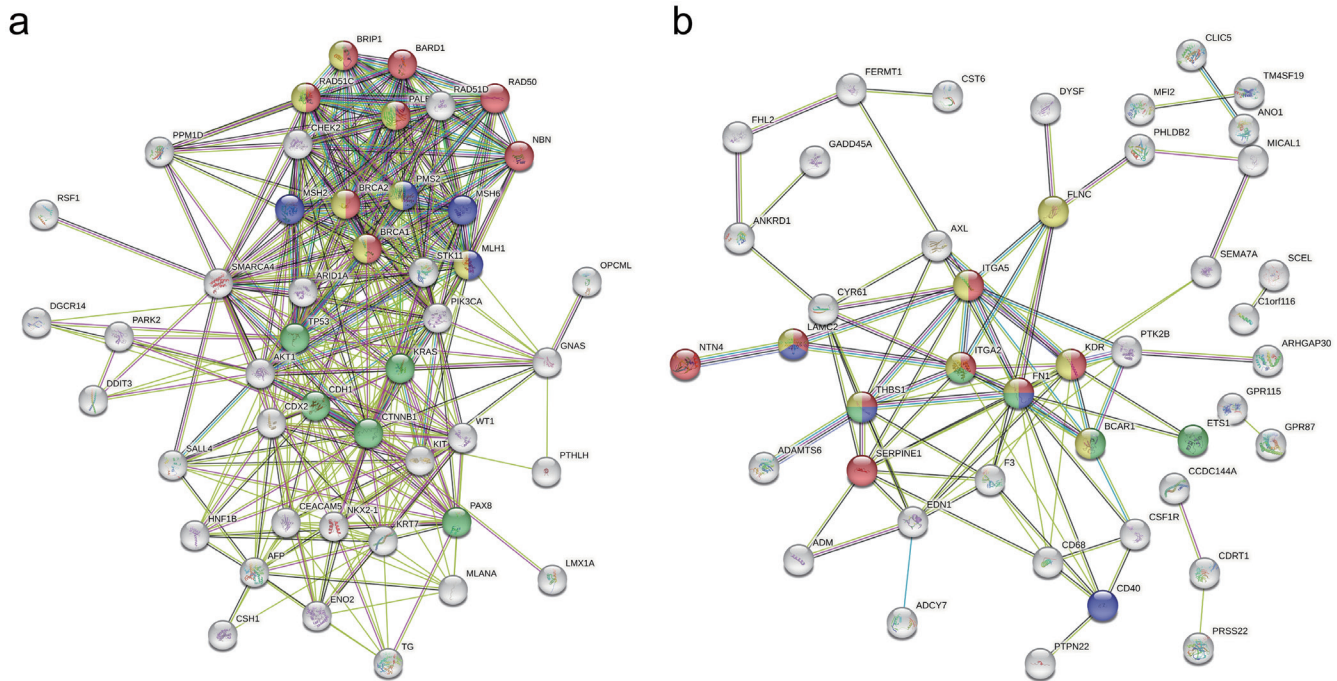 a
BRIP1
BARD1
RAD51C
RAD50
PALB
RAD51D
CHEK2
PPM1D
NBN
MSH2
BRCA2
PMS2
MSH6
RSF1
BRCA1
STK11
MLH1
SMARCA4
ARID1A
OPCML
DGCR14
PARK2
TP53
PIK3CA
GNAS
AKT1
KRAS
DDIT3
CDX2
CDH1
CTNNB1
WT1
SALL4
KIT
PTHLH
CEACAM5
NKX2-1
PAX8
HNF1B
KRT7
AFP
LMX1A
MLANA
ENO2
CSH1
TG
b
CLIC5
FERMT1
CST6
DYSF
TM4SF19
MFI2
FHL2
ANO1
GADD45A
PHLDB2
MICAL1
FLNC
ANKRD1
AXL
ITGA5
SEMA7A
SCEL
CYR61
C1orf116
LAMC2
PTK2B
NTN4
ITGA2
KDR
ARHGAP30
THBS1
FN1
GPR115
BCAR1
ETS1
GPR87
ADAMTS6
SERPINE1
F3
CCDC144A
EDN1
CSF1R
ADM
CD68
CDRT1
CD40
ADCY7
PTPN22
PRSS22